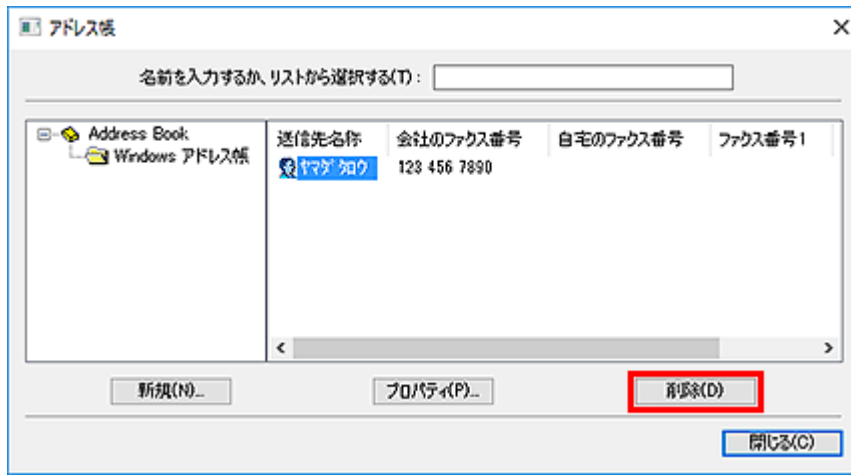 アドレス帳
名前を入力するか、リストから選択する(T):
Address Book
Windows アドレス帳
送信先名称 会社のファクス番号 自宅のファクス番号 ファクス番号1
ヤマダ タロウ 123 456 7890
新規(N)... プロパティ(P)... 削除(D)
閉じる(C)